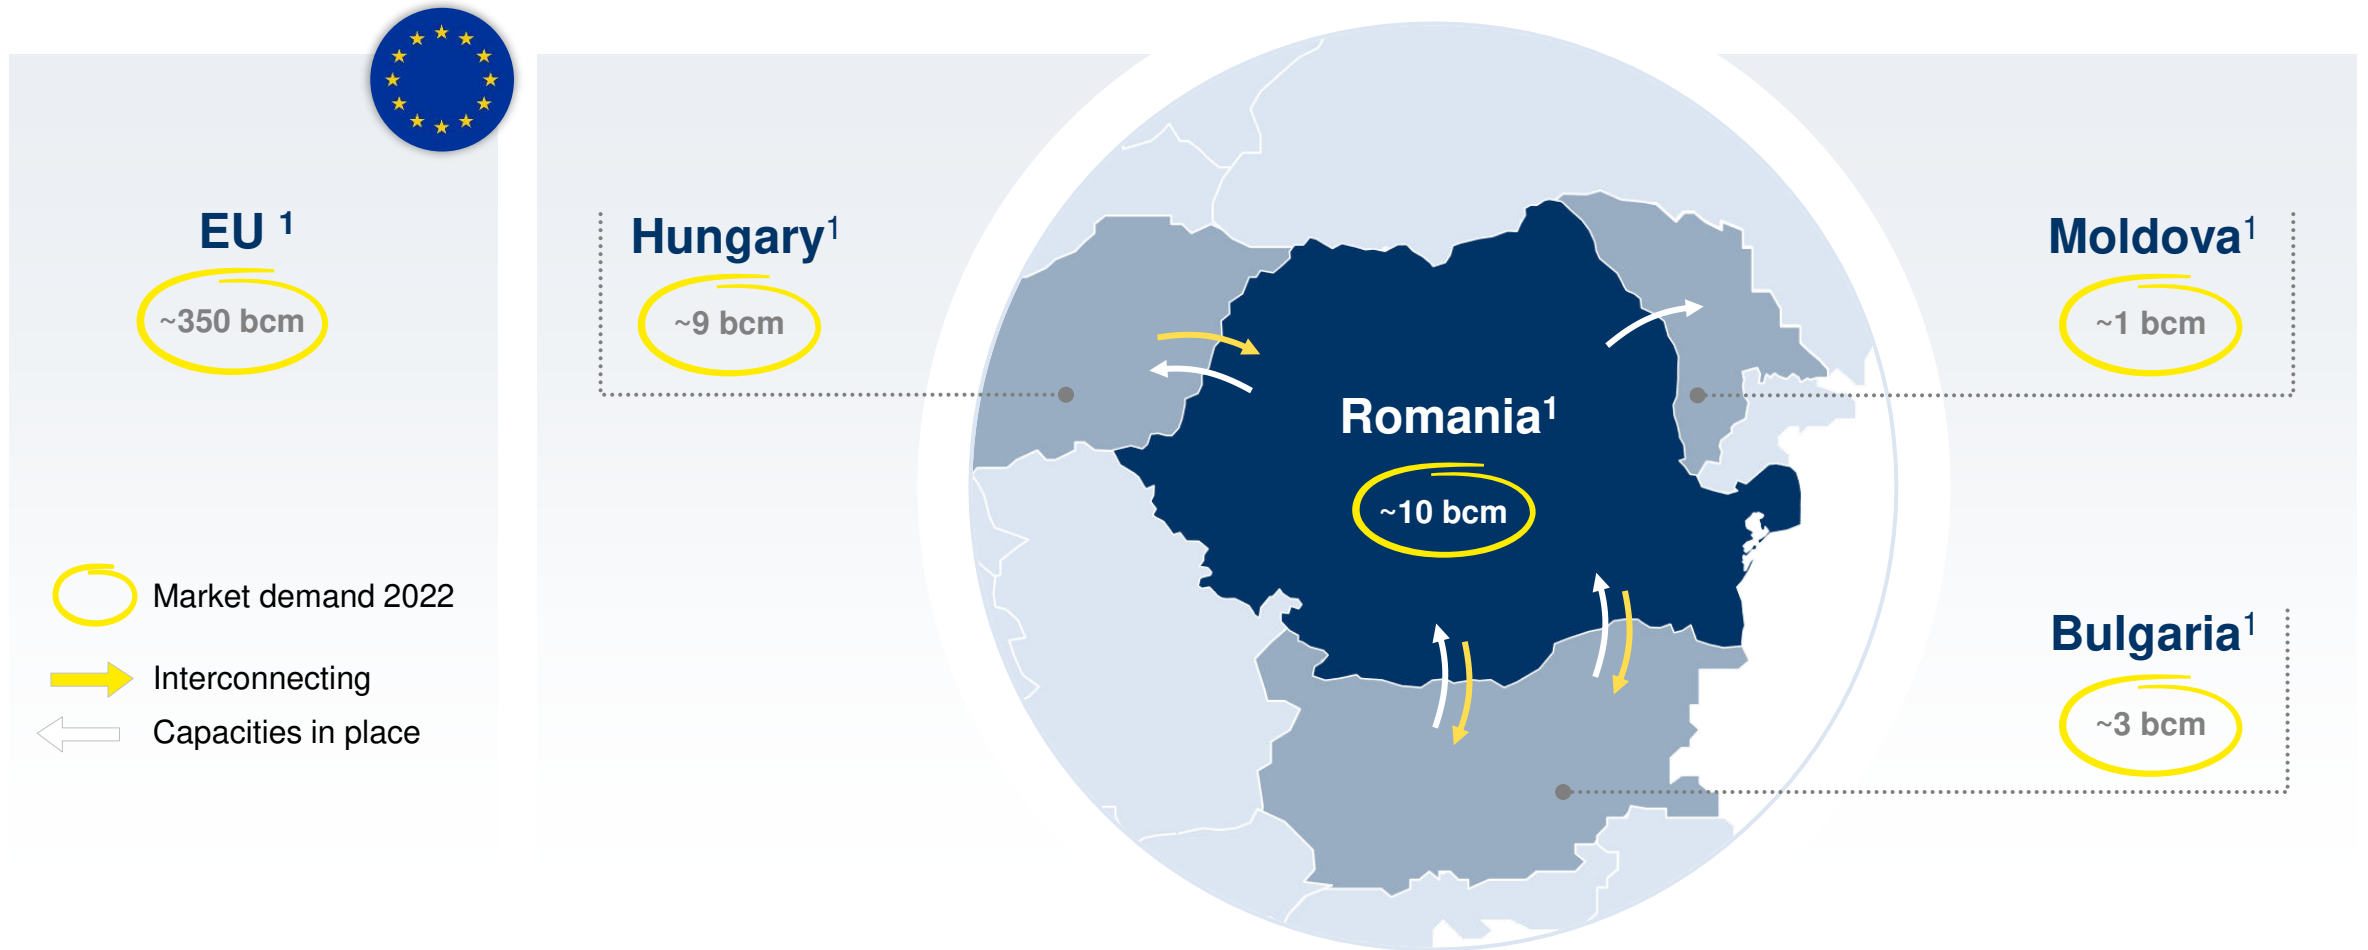 EU 1
~350 bcm
Market demand 2022
Interconnecting
Capacities in place
Hungary1
~9 bcm
Romania1
~10 bcm
Moldova1
~1 bcm
Bulgaria1
~3 bcm